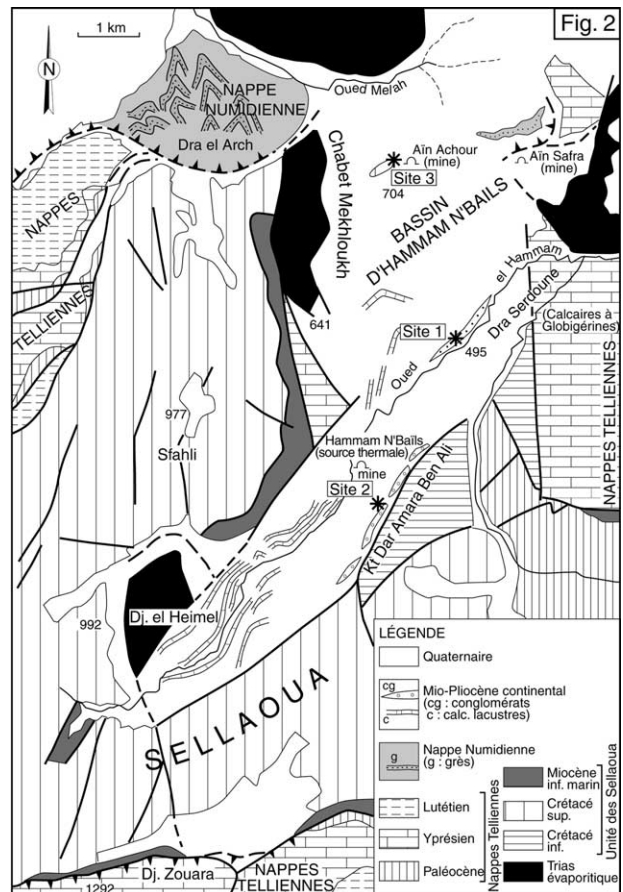 1 km
Fig. 2
N
NAPPE
NUMIDIENNE
Dra el Arch
Oued Melah
Chabet Mekhloukh
Aïn Achour
(mine)
Site 3
704
Aïn Safra
(mine)
BASSIN
D'HAMMAM N'BAILS
NAPPES
TELLIENNES
641
Site 1
495
Oued
el Hammam
Dra Serdoune
(Calcaires à
Globigérines)
NAPPES TELLIENNES
977
Sfahli
Hammam N'Baïls
(source thermale)
mine
Site 2
Kt Dar Amara Ben Ali
Dj. el Heimel
992
SELLAOUA
Dj. Zouara
1292
NAPPES
TELLIENNES
LÉGENDE
Quaternaire
cg
c
Mio-Pliocène continental
(cg : conglomérats
c : calc. lacustres)
g
Nappe Numidienne
(g : grès)
Lutétien
Yprésien
Paléocène
Nappes Telliennes
Miocène
inf. marin
Crétacé
sup.
Crétacé
inf.
Trias
évaporitique
Unité des Sellaoua